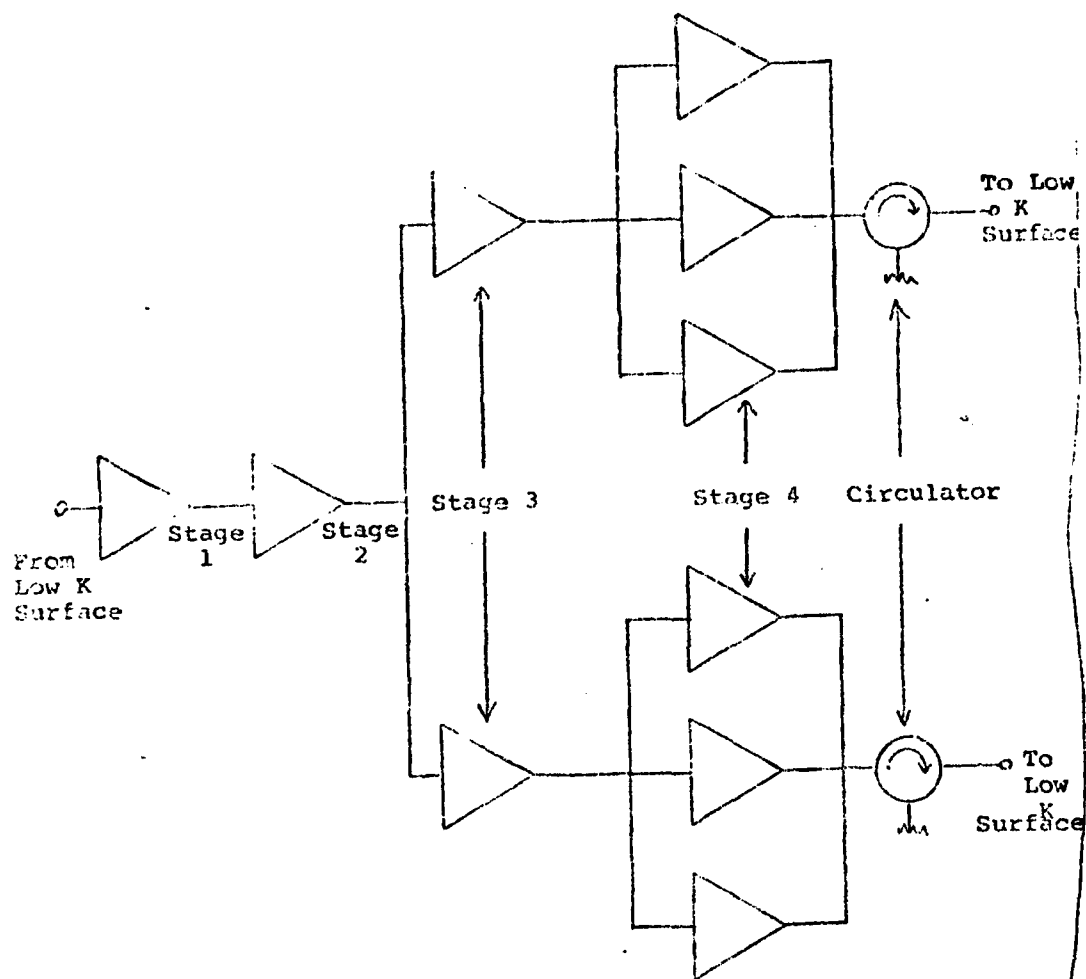 To Low
K
Surface
Stage 3
Stage 4
Circulator
Stage
1
Stage
2
From
Low K
Surface
To
Low
K
Surface